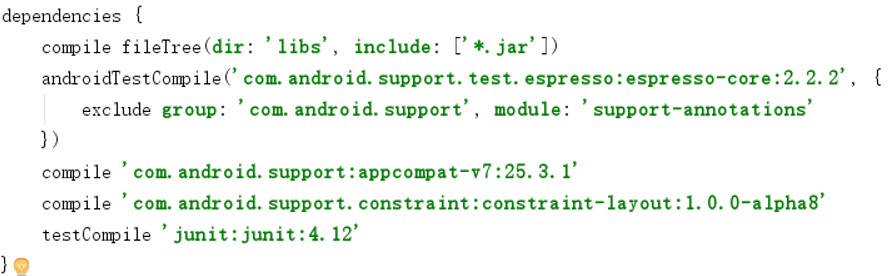 dependencies {
    compile fileTree(dir: 'libs', include: ['*.jar'])
    androidTestCompile('com.android.support.test.espresso:espresso-core:2.2.2', {
        exclude group: 'com.android.support', module: 'support-annotations'
    })
    compile 'com.android.support:appcompat-v7:25.3.1'
    compile 'com.android.support.constraint:constraint-layout:1.0.0-alpha8'
    testCompile 'junit:junit:4.12'
}